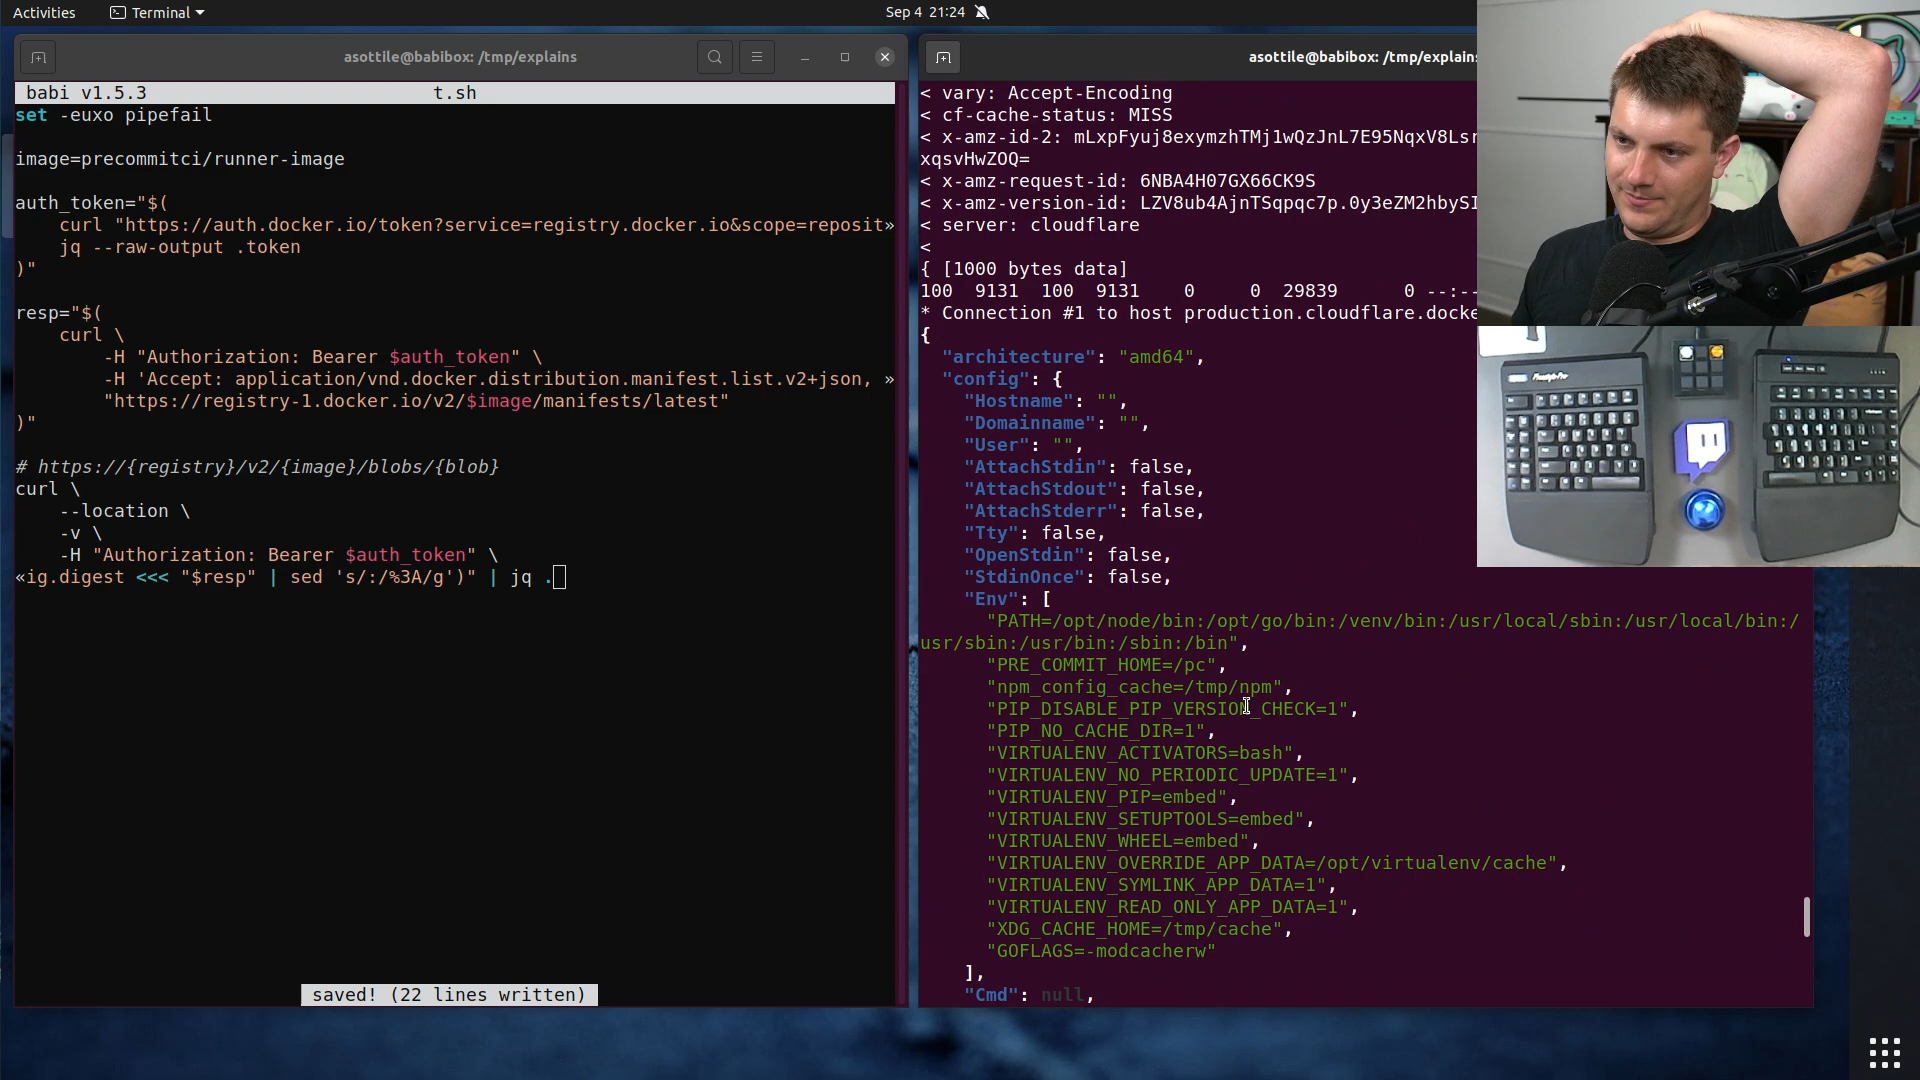 Activities
Terminal
Sep 4 21:24
asottile@babibox: /tmp/explains
babi v1.5.3 t.sh
set -euxo pipefail
image=precommitci/runner-image
auth_token="$(
curl "https://auth.docker.io/token?service=registry.docker.io&scope=reposit»
jq --raw-output .token
)"
resp="$(
curl \
-H "Authorization: Bearer $auth_token" \
-H 'Accept: application/vnd.docker.distribution.manifest.list.v2+json, »
"https://registry-1.docker.io/v2/$image/manifests/latest"
)"
# https://{registry}/v2/{image}/blobs/{blob}
curl \
--location \
-v \
-H "Authorization: Bearer $auth_token" \
«ig.digest <<< "$resp" | sed 's/:/%3A/g')" | jq .
saved! (22 lines written)
asottile@babibox: /tmp/explains
< vary: Accept-Encoding
< cf-cache-status: MISS
< x-amz-id-2: mLxpFyuj8exymzhTMj1wQzJnL7E95NqxV8Lsr
xqsvHwZOQ=
< x-amz-request-id: 6NBA4H07GX66CK9S
< x-amz-version-id: LZV8ub4AjnTSqpqc7p.0y3eZM2hbySI
< server: cloudflare
<
{ [1000 bytes data]
100 9131 100 9131 0 0 29839 0 --:--
* Connection #1 to host production.cloudflare.docke
{
"architecture": "amd64",
"config": {
"Hostname": "",
"Domainname": "",
"User": "",
"AttachStdin": false,
"AttachStdout": false,
"AttachStderr": false,
"Tty": false,
"OpenStdin": false,
"StdinOnce": false,
"Env": [
"PATH=/opt/node/bin:/opt/go/bin:/venv/bin:/usr/local/sbin:/usr/local/bin:/
usr/sbin:/usr/bin:/sbin:/bin",
"PRE_COMMIT_HOME=/pc",
"npm_config_cache=/tmp/npm",
"PIP_DISABLE_PIP_VERSION_CHECK=1",
"PIP_NO_CACHE_DIR=1",
"VIRTUALENV_ACTIVATORS=bash",
"VIRTUALENV_NO_PERIODIC_UPDATE=1",
"VIRTUALENV_PIP=embed",
"VIRTUALENV_SETUPTOOLS=embed",
"VIRTUALENV_WHEEL=embed",
"VIRTUALENV_OVERRIDE_APP_DATA=/opt/virtualenv/cache",
"VIRTUALENV_SYMLINK_APP_DATA=1",
"VIRTUALENV_READ_ONLY_APP_DATA=1",
"XDG_CACHE_HOME=/tmp/cache",
"GOFLAGS=-modcacherw"
],
"Cmd": null,